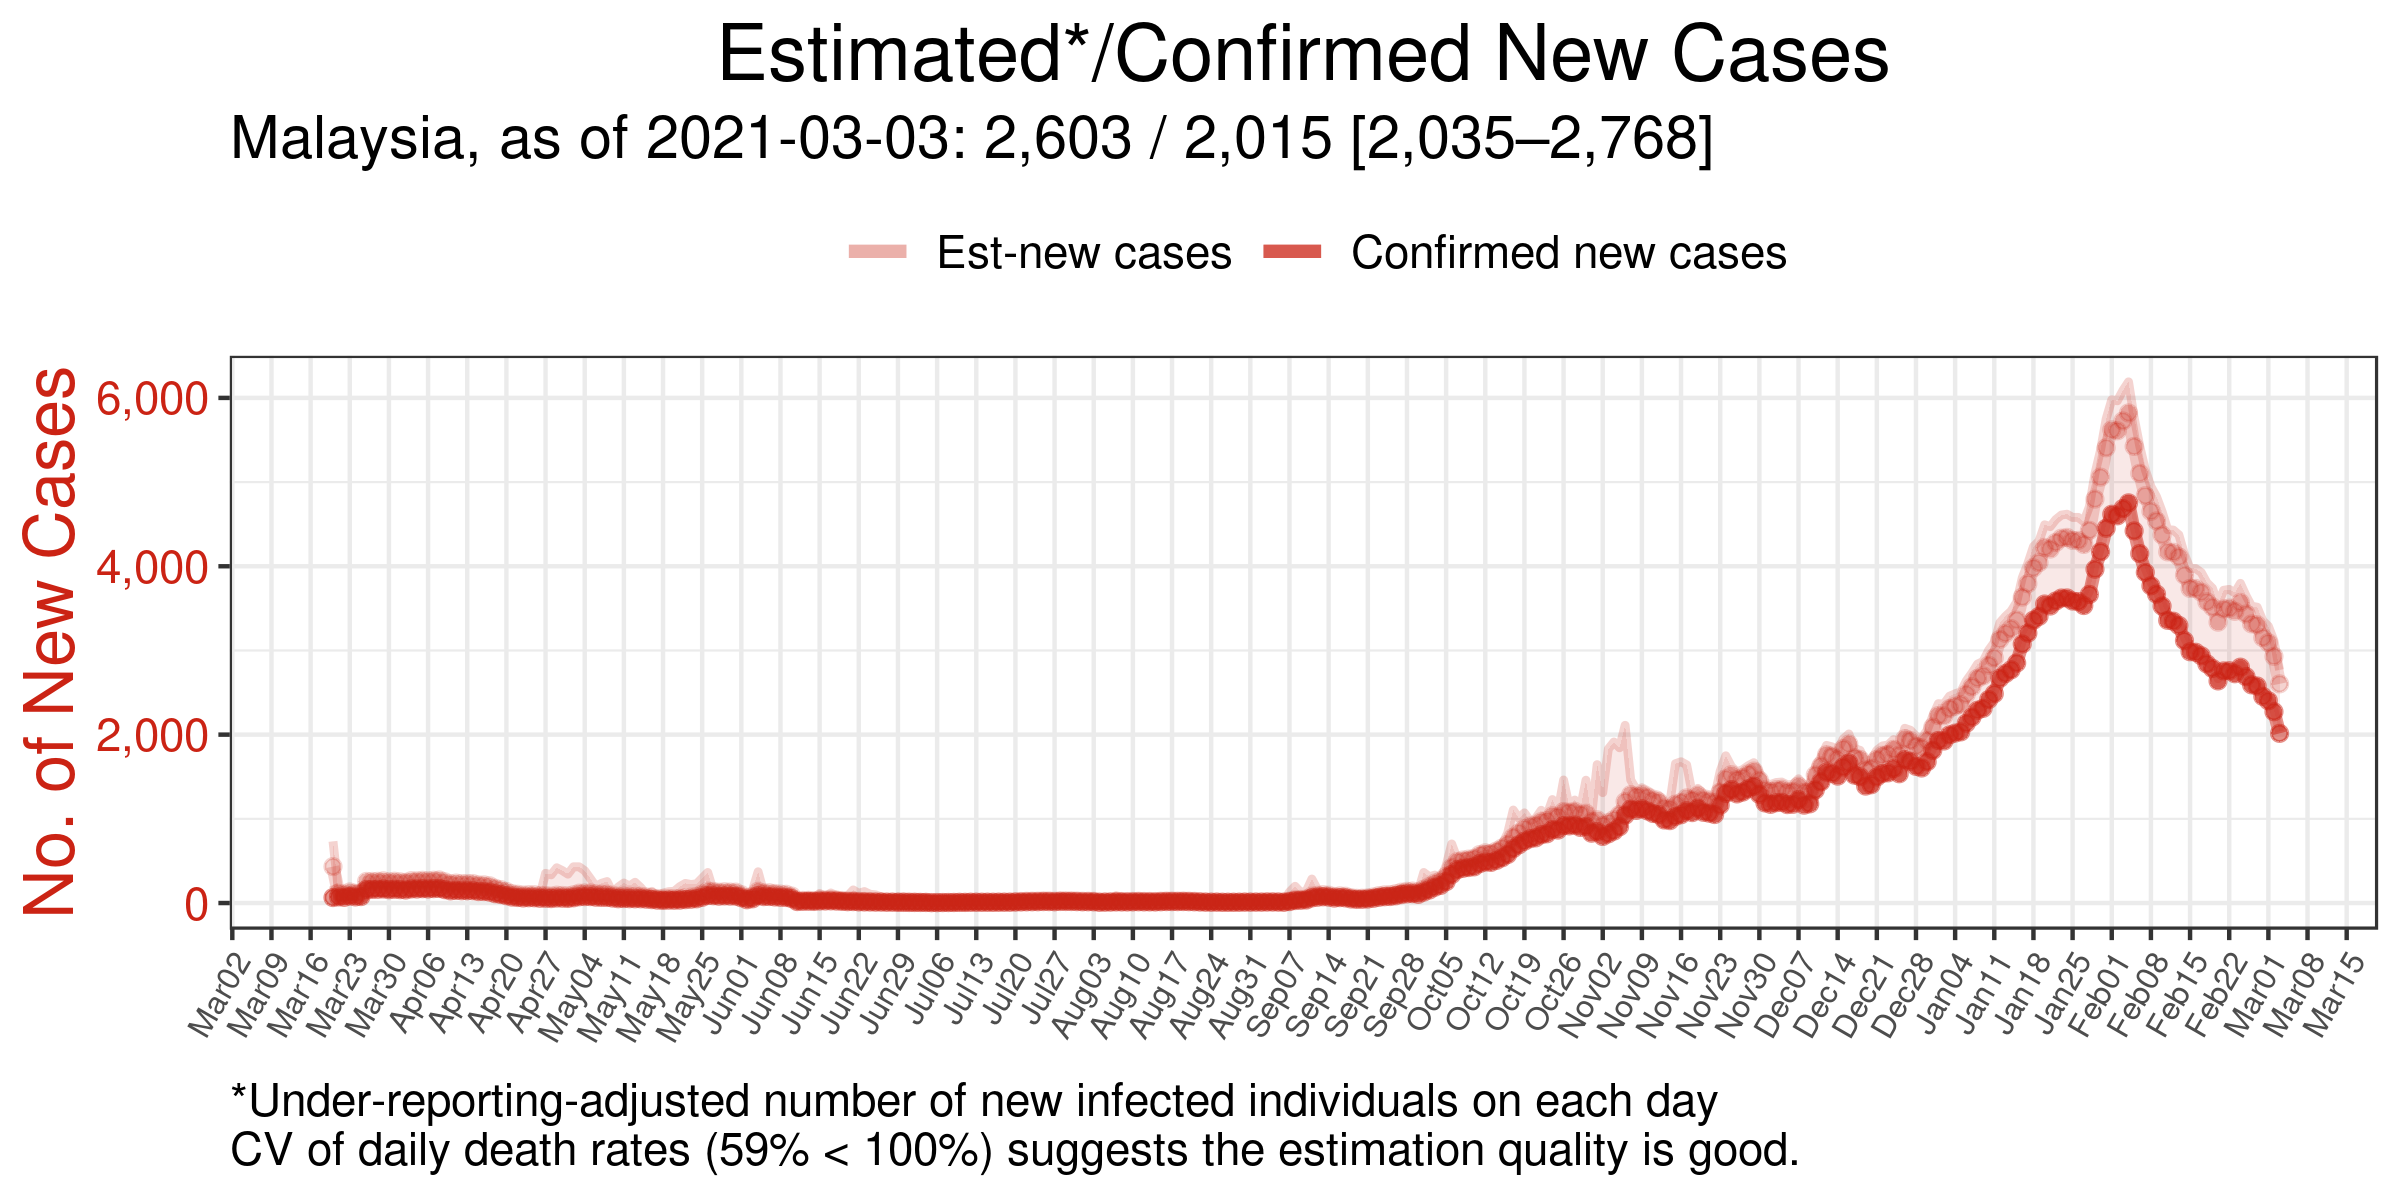 Estimated*/Confirmed New Cases
Malaysia, as of 2021-03-03: 2,603 / 2,015 [2,035–2,768]
Est-new cases Confirmed new cases
No. of New Cases
6,000
4,000
2,000
0
Mar02 Mar09 Mar16 Mar23 Mar30 Apr06 Apr13 Apr20 Apr27 May04 May11 May18 May25 Jun01 Jun08 Jun15 Jun22 Jun29 Jul06 Jul13 Jul20 Jul27 Aug03 Aug10 Aug17 Aug24 Aug31 Sep07 Sep14 Sep21 Sep28 Oct05 Oct12 Oct19 Oct26 Nov02 Nov09 Nov16 Nov23 Nov30 Dec07 Dec14 Dec21 Dec28 Jan04 Jan11 Jan18 Jan25 Feb01 Feb08 Feb15 Feb22 Mar01 Mar08 Mar15
*Under-reporting-adjusted number of new infected individuals on each day
CV of daily death rates (59% < 100%) suggests the estimation quality is good.